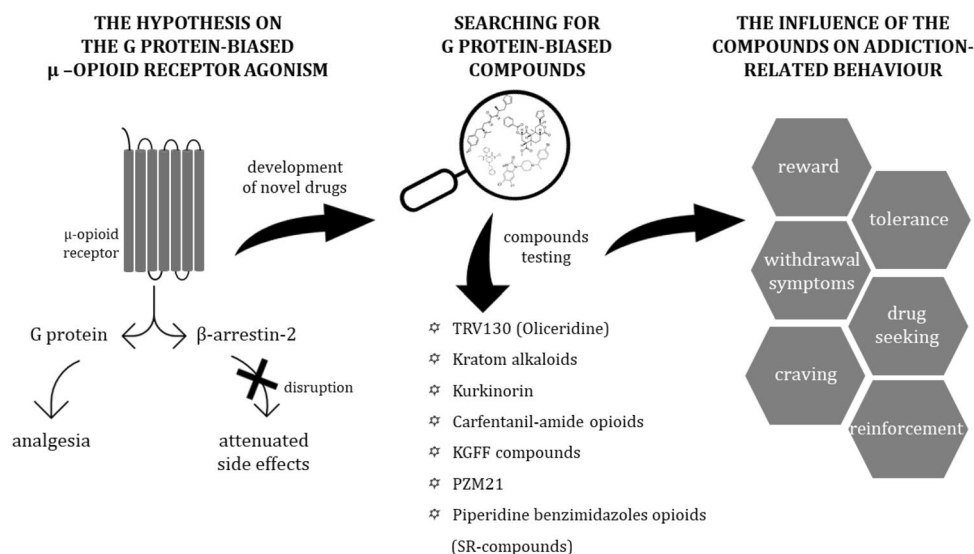 THE HYPOTHESIS ON
THE G PROTEIN-BIASED
μ –OPIOID RECEPTOR AGONISM
μ-opioid
receptor
G protein
β-arrestin-2
disruption
analgesia
attenuated
side effects
development
of novel drugs
SEARCHING FOR
G PROTEIN-BIASED
COMPOUNDS
compounds
testing
✡ TRV130 (Oliceridine)
✡ Kratom alkaloids
✡ Kurkinorin
✡ Carfentanil-amide opioids
✡ KGFF compounds
✡ PZM21
✡ Piperidine benzimidazoles opioids
(SR-compounds)
THE INFLUENCE OF THE
COMPOUNDS ON ADDICTION-
RELATED BEHAVIOUR
reward
tolerance
withdrawal
symptoms
drug
seeking
craving
reinforcement